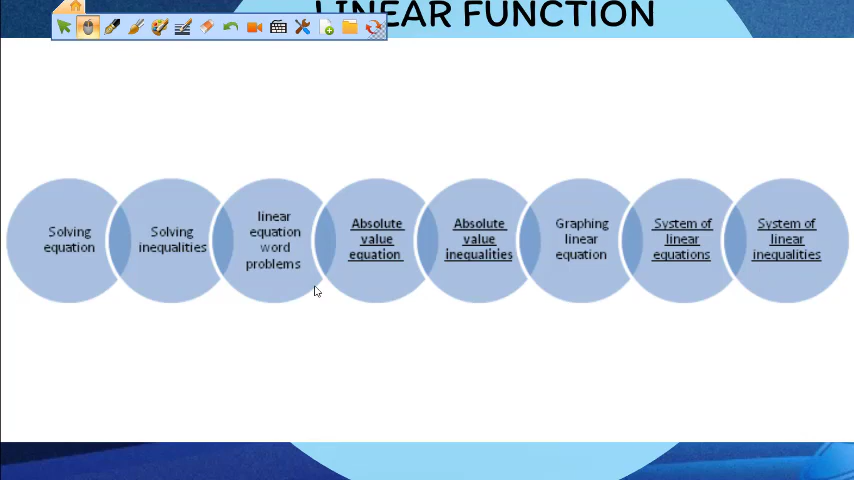 LINEAR FUNCTION
Solving
equation
Solving
inequalities
linear
equation
word
problems
Absolute
value
equation
Absolute
value
inequalities
Graphing
linear
equation
System of
linear
equations
System of
linear
inequalities